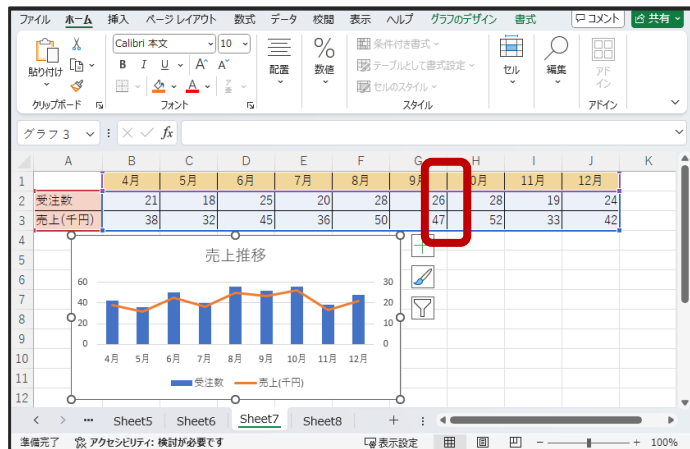 ファイル ホーム 挿入 ページ レイアウト 数式 データ 校閲 表示 ヘルプ グラフのデザイン 書式 コメント 共有
貼り付け
クリップボード
Calibri 本文 10
B I U A A
A
フォント
配置
%
数値
条件付き書式
テーブルとして書式設定
セルのスタイル
スタイル
セル
編集
アド
イン
アドイン
グラフ 3 fx
A B C D E F G H I J K
1 4月 5月 6月 7月 8月 9月 0月 11月 12月
2 受注数 21 18 25 20 28 26 28 19 24
3 売上(千円) 38 32 45 36 50 47 52 33 42
4
5
6
7
8
9
10
11
12
売上推移
60 30
40 20
20 10
0 0
4月 5月 6月 7月 8月 9月 10月 11月 12月
受注数 売上(千円)
Sheet5 Sheet6 Sheet7 Sheet8
準備完了 アクセシビリティ: 検討が必要です 表示設定 100%